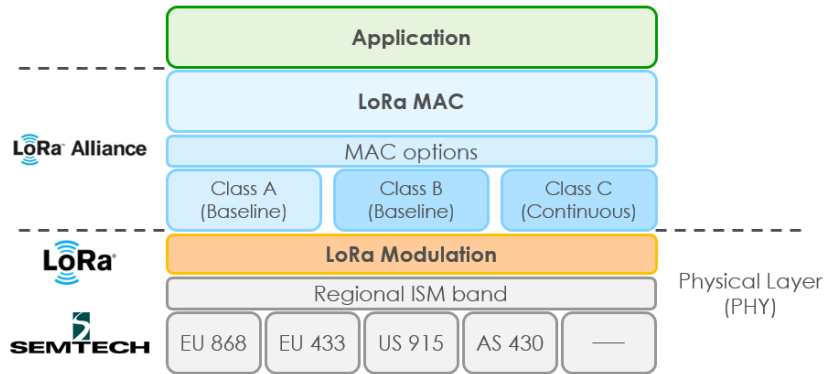 Application
LoRa MAC
LoRa™ Alliance
MAC options
Class A
(Baseline)
Class B
(Baseline)
Class C
(Continuous)
LoRa®
LoRa Modulation
Regional ISM band
Physical Layer
(PHY)
SEMTECH
EU 868
EU 433
US 915
AS 430